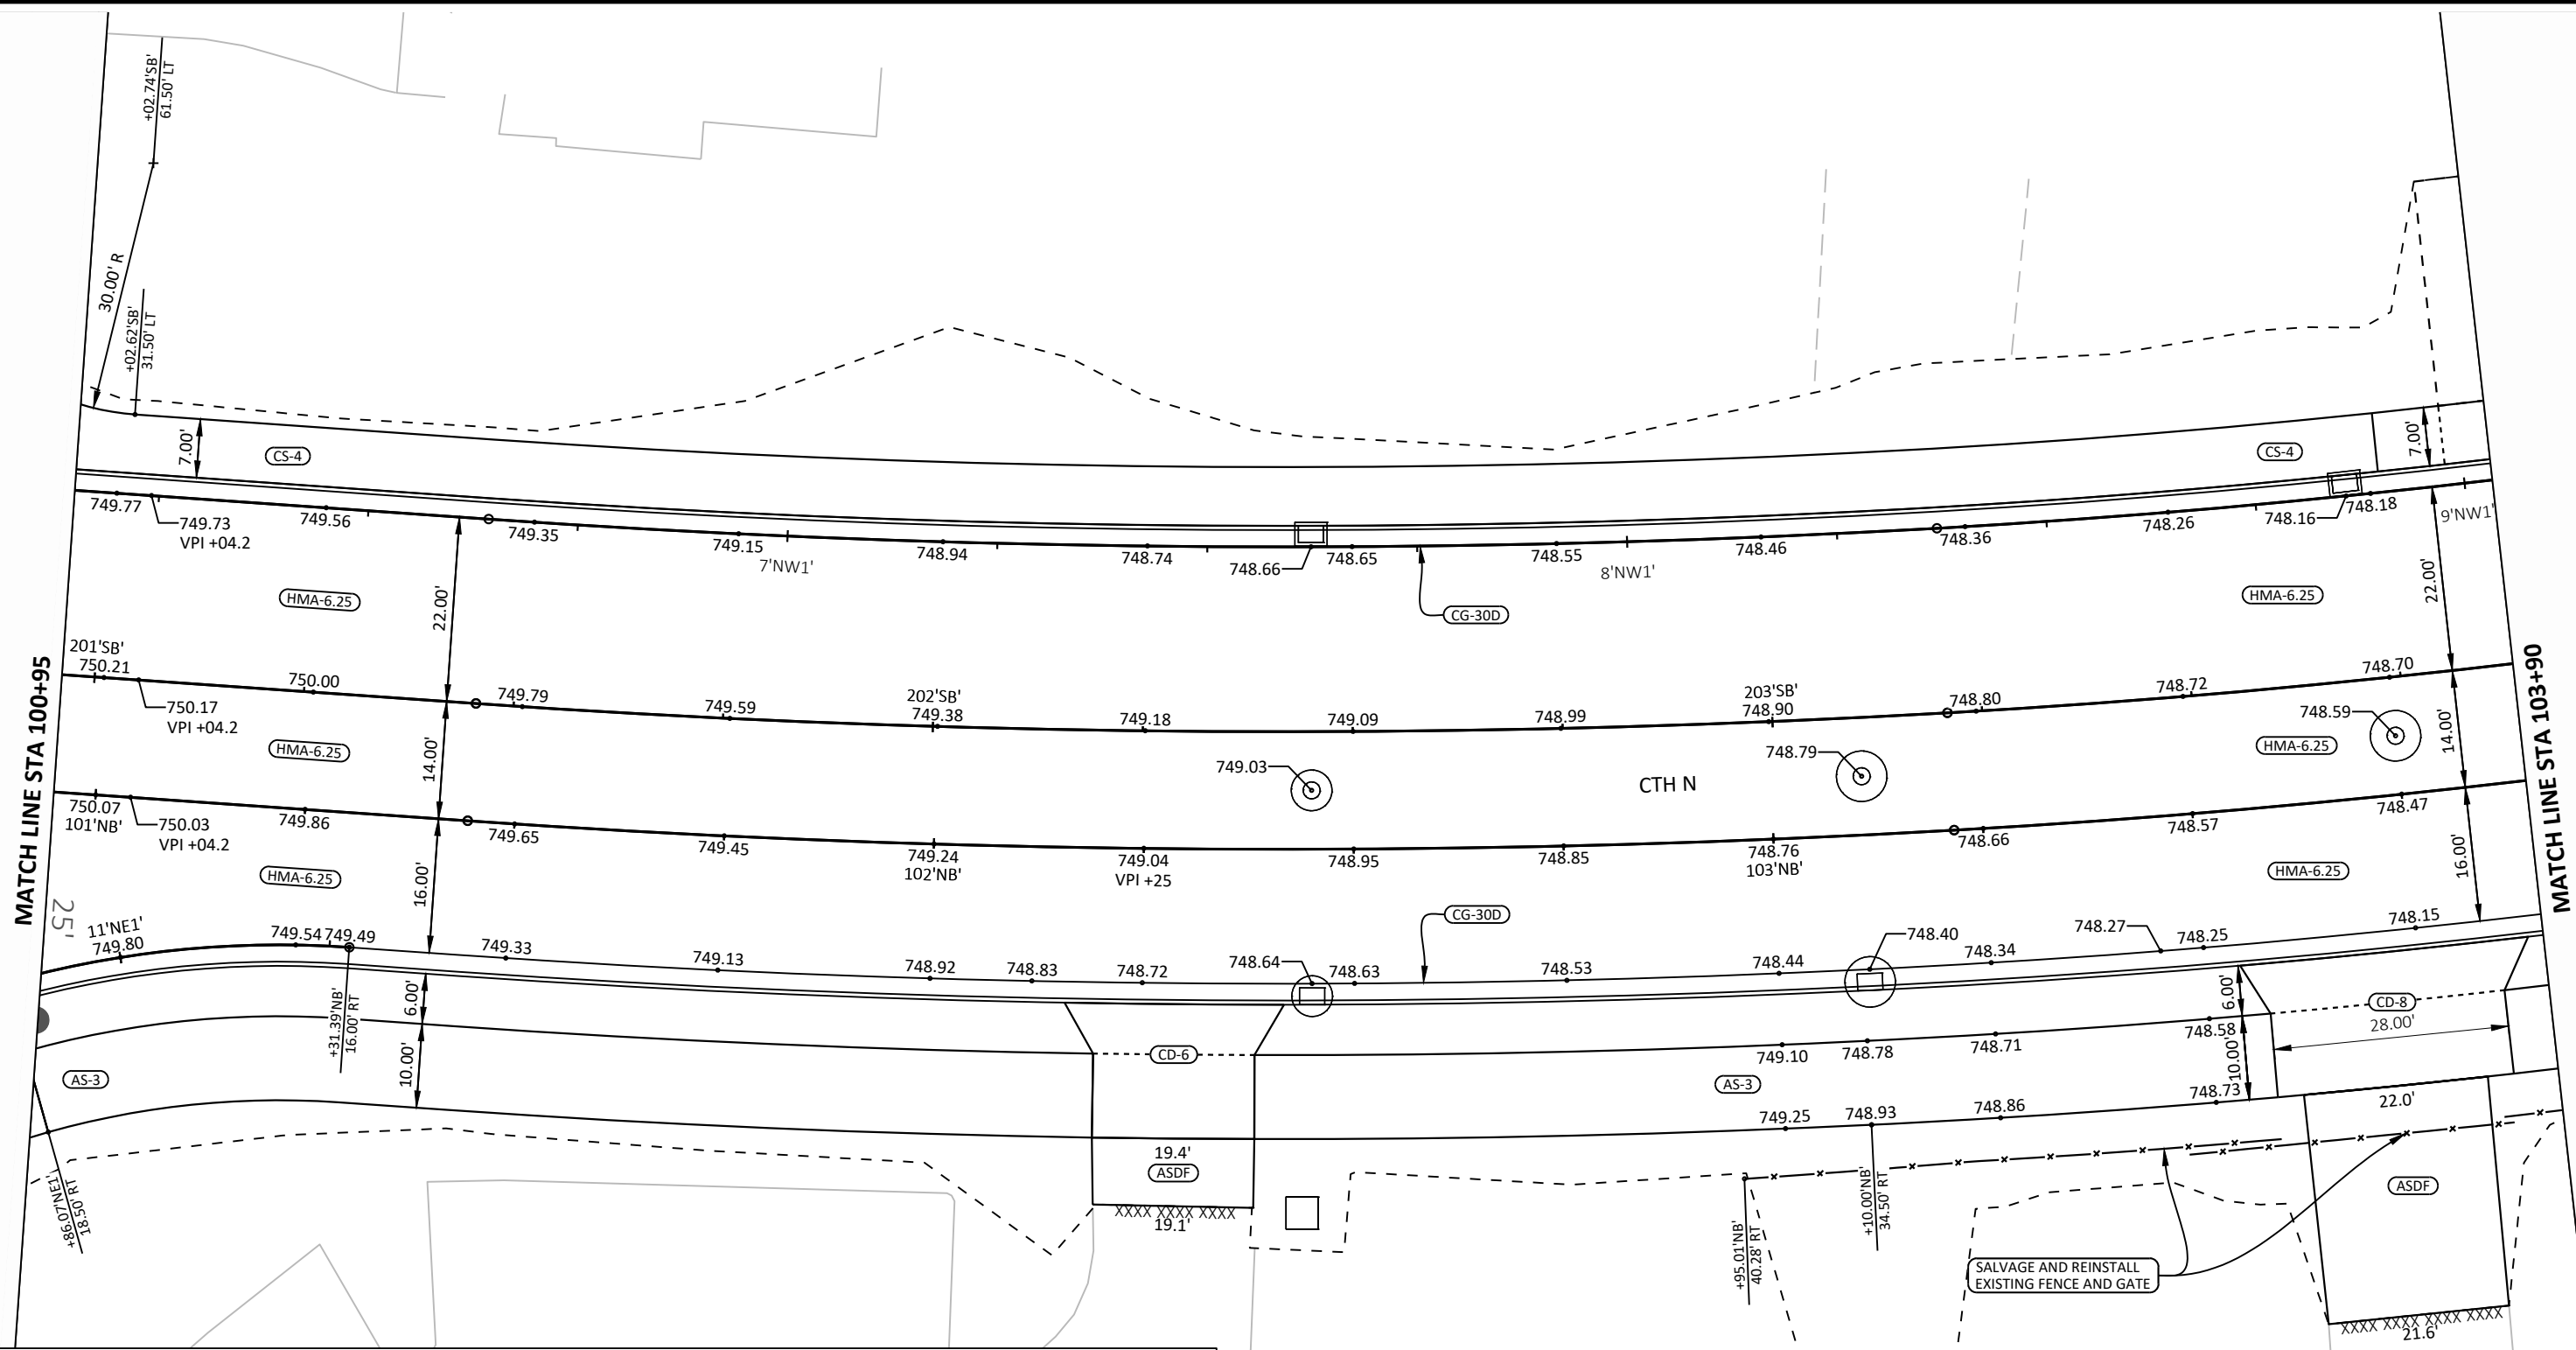 +02.74'SB'
61.50' LT
30.00' R
+02.62'SB'
31.50' LT
7.00'
CS-4
CS-4
7.00'
749.77
749.73
VPI +04.2
749.56
749.35
749.15
7'NW1'
748.94
748.74
748.66
748.65
748.55
8'NW1'
748.46
748.36
748.26
748.16
748.18
9'NW1'
HMA-6.25
22.00'
CG-30D
HMA-6.25
22.00'
MATCH LINE STA 100+95
MATCH LINE STA 103+90
201'SB'
750.21
750.17
VPI +04.2
750.00
749.79
749.59
202'SB'
749.38
749.18
749.09
748.99
203'SB'
748.90
748.80
748.72
748.70
HMA-6.25
14.00'
749.03
748.79
CTH N
748.59
HMA-6.25
14.00'
750.07
101'NB'
750.03
VPI +04.2
749.86
749.65
749.45
749.24
102'NB'
749.04
VPI +25
748.95
748.85
748.76
103'NB'
748.66
748.57
748.47
HMA-6.25
16.00'
CG-30D
HMA-6.25
16.00'
25'
11'NE1'
749.80
749.54
749.49
749.33
749.13
748.92
748.83
748.72
748.64
748.63
748.53
748.44
748.40
748.34
748.27
748.25
748.15
+31.39'NB'
16.00' RT
6.00'
10.00'
AS-3
CD-6
749.10
748.78
748.71
748.58
6.00'
10.00'
CD-8
28.00'
AS-3
749.25
748.93
748.86
748.73
22.0'
+86.07'NE1'
18.50' RT
19.4'
ASDF
19.1'
+95.01'NB'
40.28' RT
+10.00'NB'
34.50' RT
ASDF
SALVAGE AND REINSTALL
EXISTING FENCE AND GATE
XXXX XXXX XXXX XXXX
XXXX XXXX XXXX XXXX
21.6'